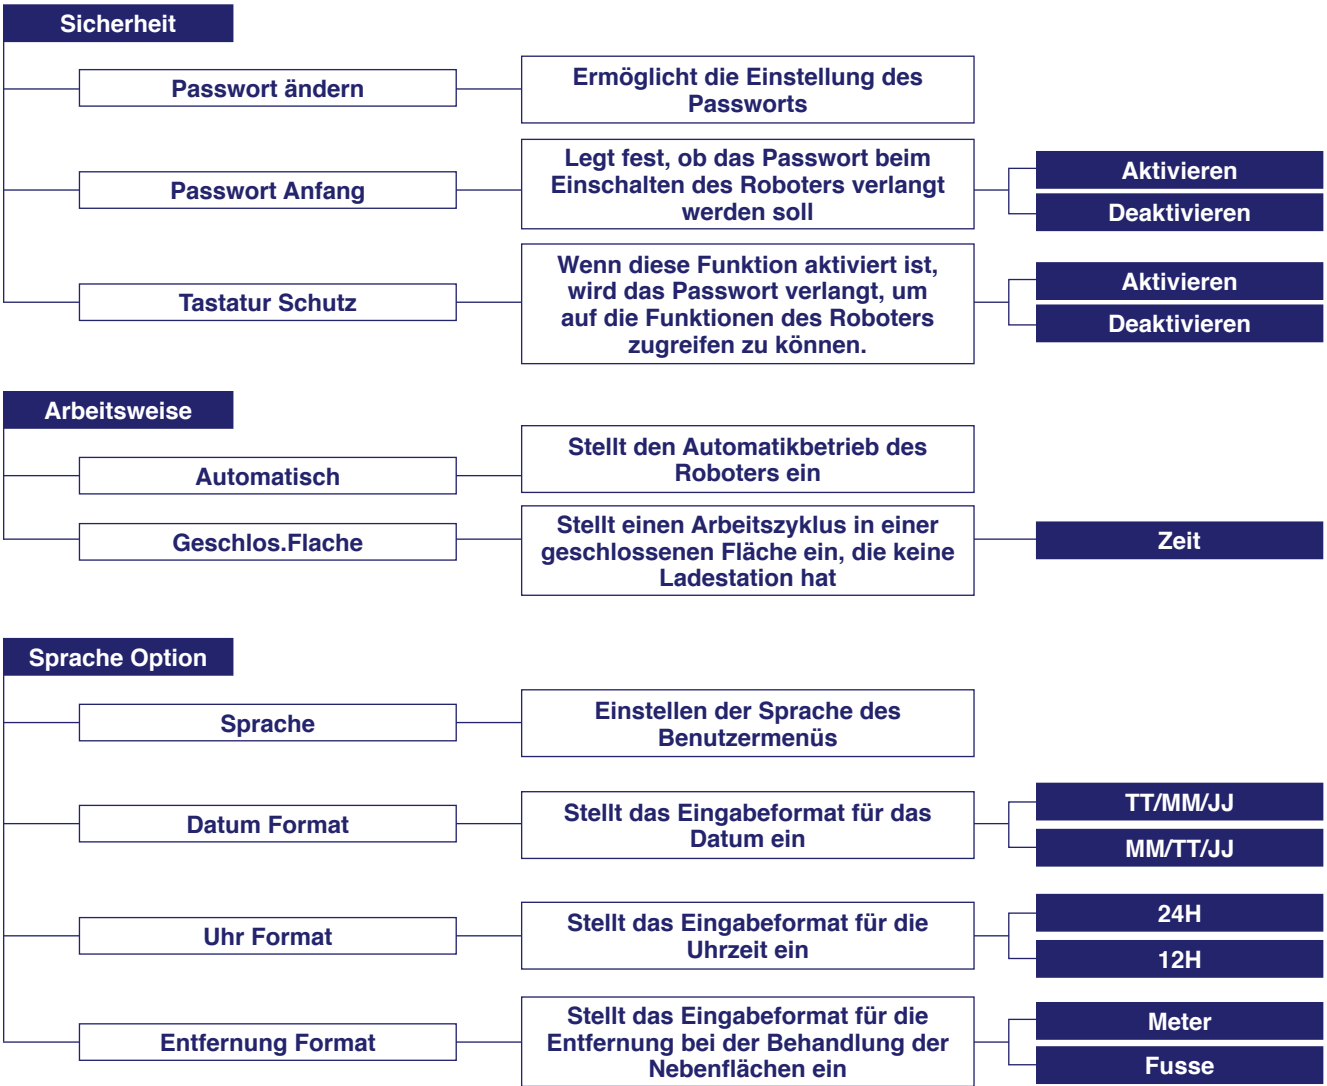 Sicherheit
Passwort ändern
Ermöglicht die Einstellung des
Passworts
Passwort Anfang
Legt fest, ob das Passwort beim
Einschalten des Roboters verlangt
werden soll
Aktivieren
Deaktivieren
Tastatur Schutz
Wenn diese Funktion aktiviert ist,
wird das Passwort verlangt, um
auf die Funktionen des Roboters
zugreifen zu können.
Aktivieren
Deaktivieren
Arbeitsweise
Automatisch
Stellt den Automatikbetrieb des
Roboters ein
Geschlos.Flache
Stellt einen Arbeitszyklus in einer
geschlossenen Fläche ein, die keine
Ladestation hat
Zeit
Sprache Option
Sprache
Einstellen der Sprache des
Benutzermenüs
Datum Format
Stellt das Eingabeformat für das
Datum ein
TT/MM/JJ
MM/TT/JJ
Uhr Format
Stellt das Eingabeformat für die
Uhrzeit ein
24H
12H
Entfernung Format
Stellt das Eingabeformat für die
Entfernung bei der Behandlung der
Nebenflächen ein
Meter
Fusse